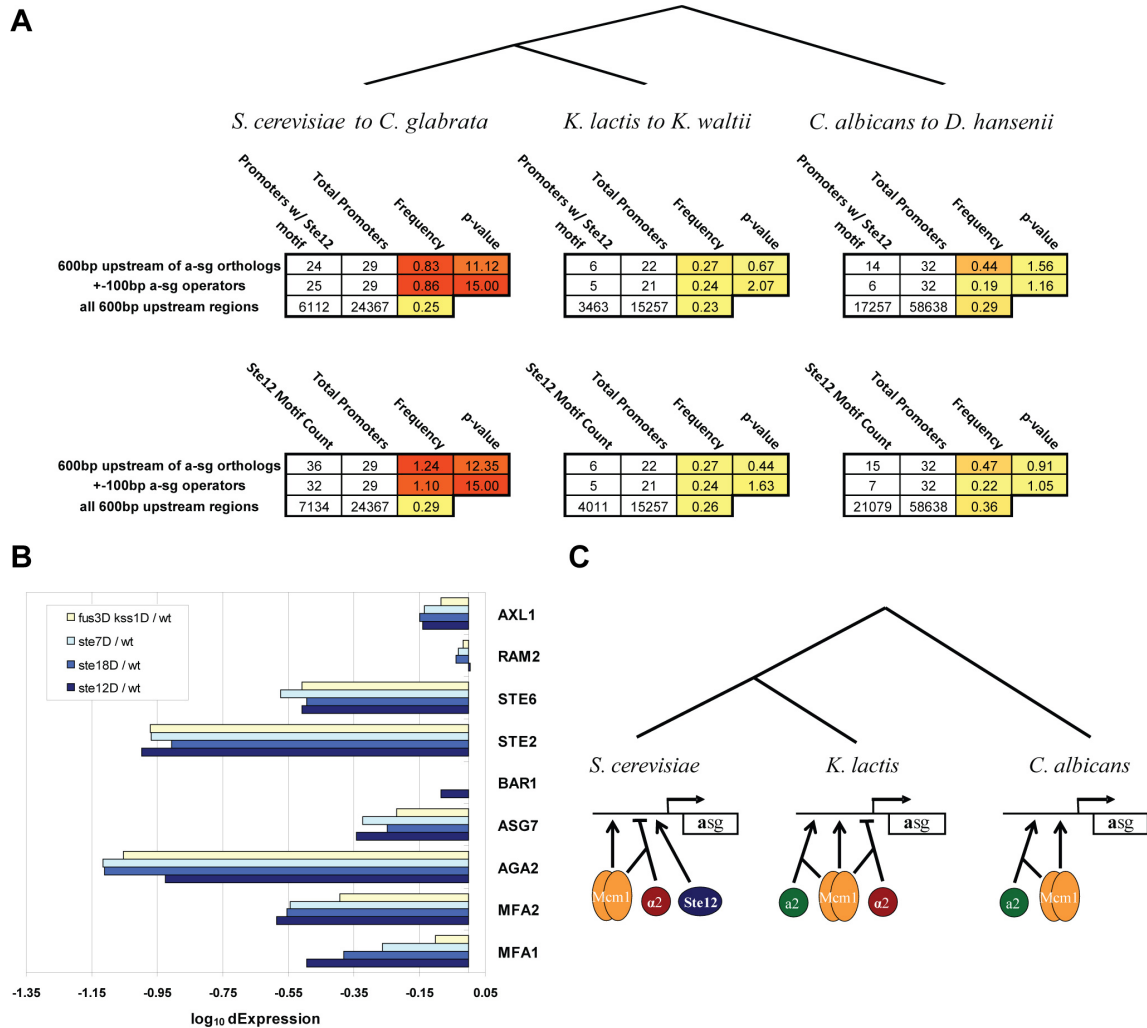 A
S. cerevisiae to C. glabrata K. lactis to K. waltii C. albicans to D. hansenii
Promoters w/ Ste12 motif Total Promoters Frequency p-value Promoters w/ Ste12 motif Total Promoters Frequency p-value Promoters w/ Ste12 motif Total Promoters Frequency p-value
600bp upstream of a-sg orthologs 24 29 0.83 11.12 6 22 0.27 0.67 14 32 0.44 1.56
+-100bp a-sg operators 25 29 0.86 15.00 5 21 0.24 2.07 6 32 0.19 1.16
all 600bp upstream regions 6112 24367 0.25 3463 15257 0.23 17257 58638 0.29
Ste12 Motif Count Total Promoters Frequency p-value Ste12 Motif Count Total Promoters Frequency p-value Ste12 Motif Count Total Promoters Frequency p-value
600bp upstream of a-sg orthologs 36 29 1.24 12.35 6 22 0.27 0.44 15 32 0.47 0.91
+-100bp a-sg operators 32 29 1.10 15.00 5 21 0.24 1.63 7 32 0.22 1.05
all 600bp upstream regions 7134 24367 0.29 4011 15257 0.26 21079 58638 0.36
B
fus3D kss1D / wt
ste7D / wt
ste18D / wt
ste12D / wt
AXL1
RAM2
STE6
STE2
BAR1
ASG7
AGA2
MFA2
MFA1
-1.35 -1.15 -0.95 -0.75 -0.55 -0.35 -0.15 0.05
log10 dExpression
C
S. cerevisiae K. lactis C. albicans
asg asg asg
Mcm1 α2 Ste12 a2 Mcm1 α2 a2 Mcm1